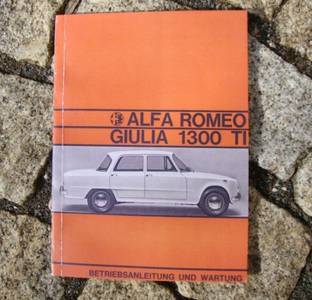 ALFA ROMEO
GIULIA 1300 TI
BETRIEBSANLEITUNG UND WARTUNG